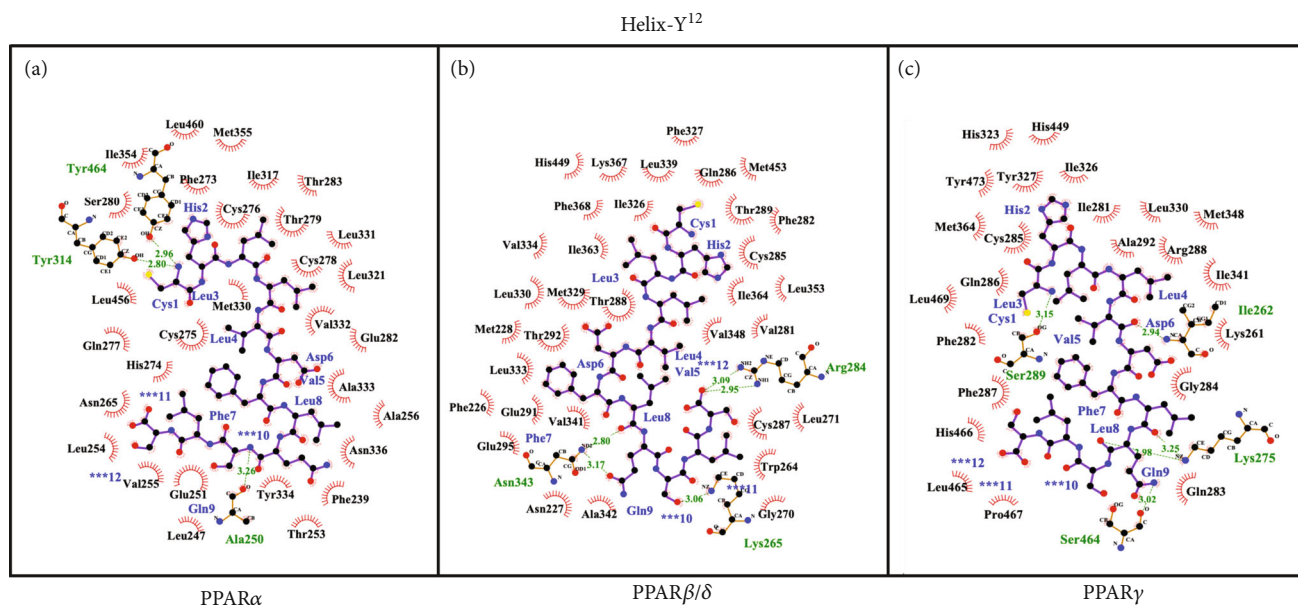 Helix-Y¹²
(a)
Leu460
Met355
Ile354
Tyr464
Phe273
Ile317
Thr283
Ser280
His2
Cys276
Thr279
Leu331
2.96
2.80
Tyr314
Cys278
Leu321
Leu456
Cys1
Leu3
Met330
Cys275
Val332
Glu282
Gln277
Leu4
Asp6
Val5
His274
Ala333
***11
Leu8
Asn265
Phe7
***10
Ala256
Leu254
Asn336
***12
Val255
3.26
Glu251
Tyr334
Phe239
Gln9
Leu247
Ala250
Thr253
PPARα
(b)
Phe327
His449
Lys367
Leu339
Gln286
Met453
Phe368
Ile326
Cys1
Thr289
Phe282
Val334
Ile363
His2
Cys285
Leu3
Leu330
Met329
Thr288
Ile364
Leu353
Met228
Thr292
Val348
Val281
Leu4
***12
Asp6
Val5
Arg284
Leu333
3.09
2.95
Phe226
Glu291
Val341
Leu8
Cys287
Leu271
Glu295
Phe7
2.80
3.17
Trp264
Asn343
3.06
***11
Asn227
Ala342
Gln9
***10
Gly270
Lys265
PPARβ/δ
(c)
His323
His449
Tyr473
Tyr327
Ile326
His2
Ile281
Leu330
Met348
Met364
Cys285
Ala292
Arg288
Gln286
Ile341
Leu469
Leu3
Cys1
3.15
Leu4
Ile262
Asp6
2.94
Lys261
Phe282
Val5
Ser289
Gly284
Phe287
Phe7
His466
Leu8
3.25
2.98
Lys275
***12
Gln9
Leu465
***11
***10
3.02
Gln283
Pro467
Ser464
PPARγ